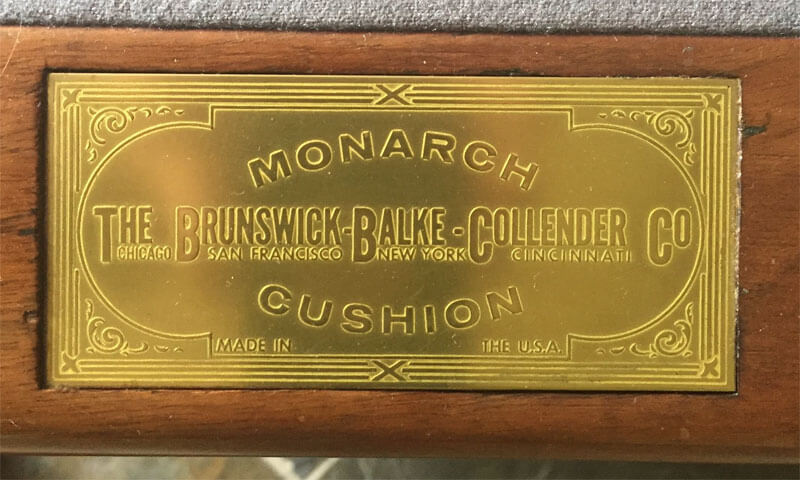 MONARCH
THE BRUNSWICK-BALKE-COLLENDER CO
CHICAGO SAN FRANCISCO NEW YORK CINCINNATI
CUSHION
MADE IN THE U.S.A.